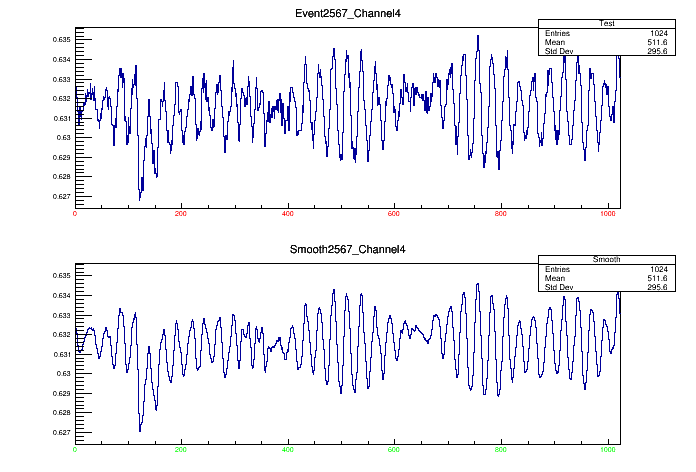 Event2567_Channel4
Test
Entries 1024
Mean 511.6
Std Dev 295.6
0.635
0.634
0.633
0.632
0.631
0.63
0.629
0.628
0.627
0 200 400 600 800 1000
Smooth2567_Channel4
Smooth
Entries 1024
Mean 511.6
Std Dev 295.6
0.635
0.634
0.633
0.632
0.631
0.63
0.629
0.628
0.627
0 200 400 600 800 1000